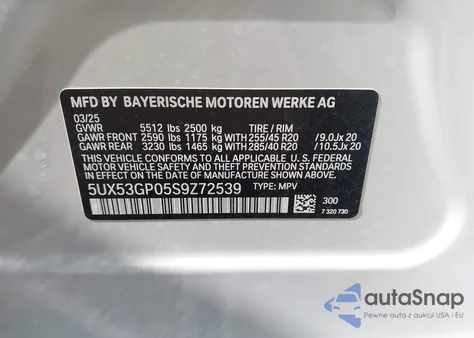 MFD BY BAYERISCHE MOTOREN WERKE AG
03/25
GVWR 5512 lbs 2500 kg TIRE / RIM
GAWR FRONT 2590 lbs 1175 kg WITH 255/45 R20 /9.0Jx 20
GAWR REAR 3230 lbs 1465 kg WITH 285/40 R20 /10.5Jx 20
THIS VEHICLE CONFORMS TO ALL APPLICABLE
U.S. FEDERAL MOTOR VEHICLE SAFETY, BUMPER, AND
THEFT PREVENTION STANDARDS IN EFFECT ON THE
DATE OF MANUFACTURE SHOWN ABOVE.
5UX53GP05S9Z72539 TYPE: MPV
300
7 320 730
autoSnap
Pewne auta z aukcji USA i EU